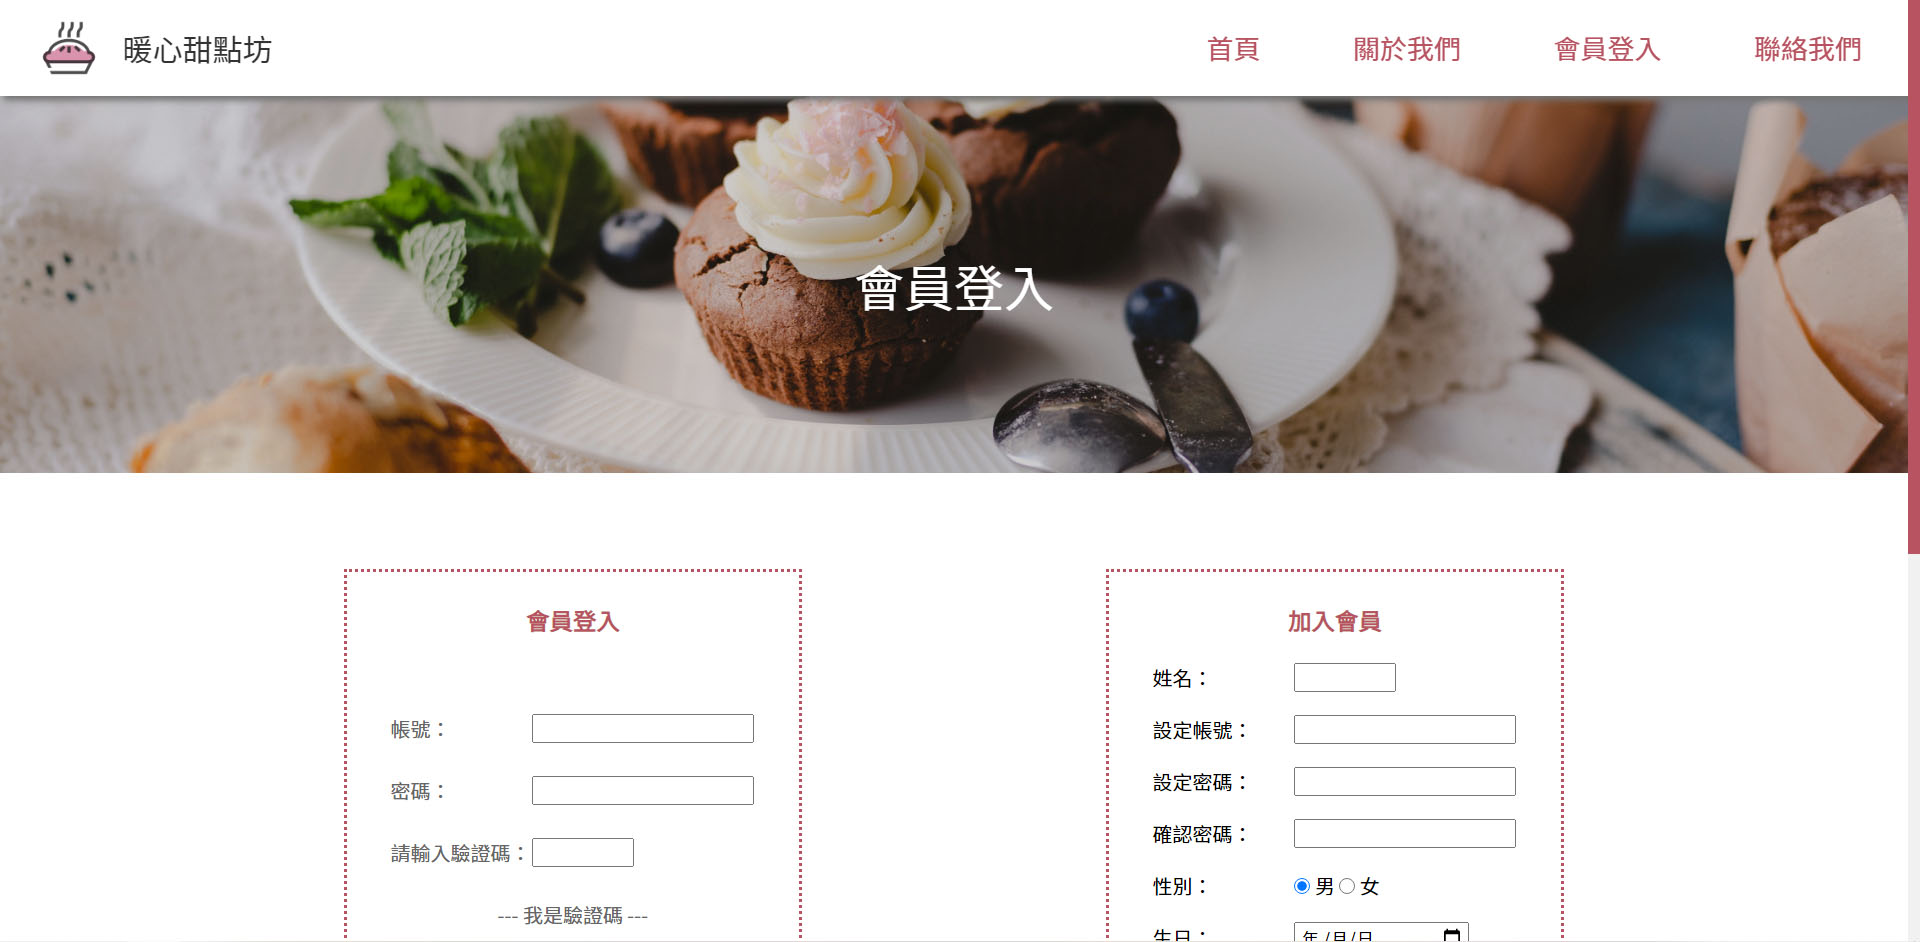 暖心甜點坊
首頁 關於我們 會員登入 聯絡我們
會員登入
會員登入
帳號：
密碼：
請輸入驗證碼：
--- 我是驗證碼 ---
加入會員
姓名：
設定帳號：
設定密碼：
確認密碼：
性別： 男 女
生日： 年 /月/日